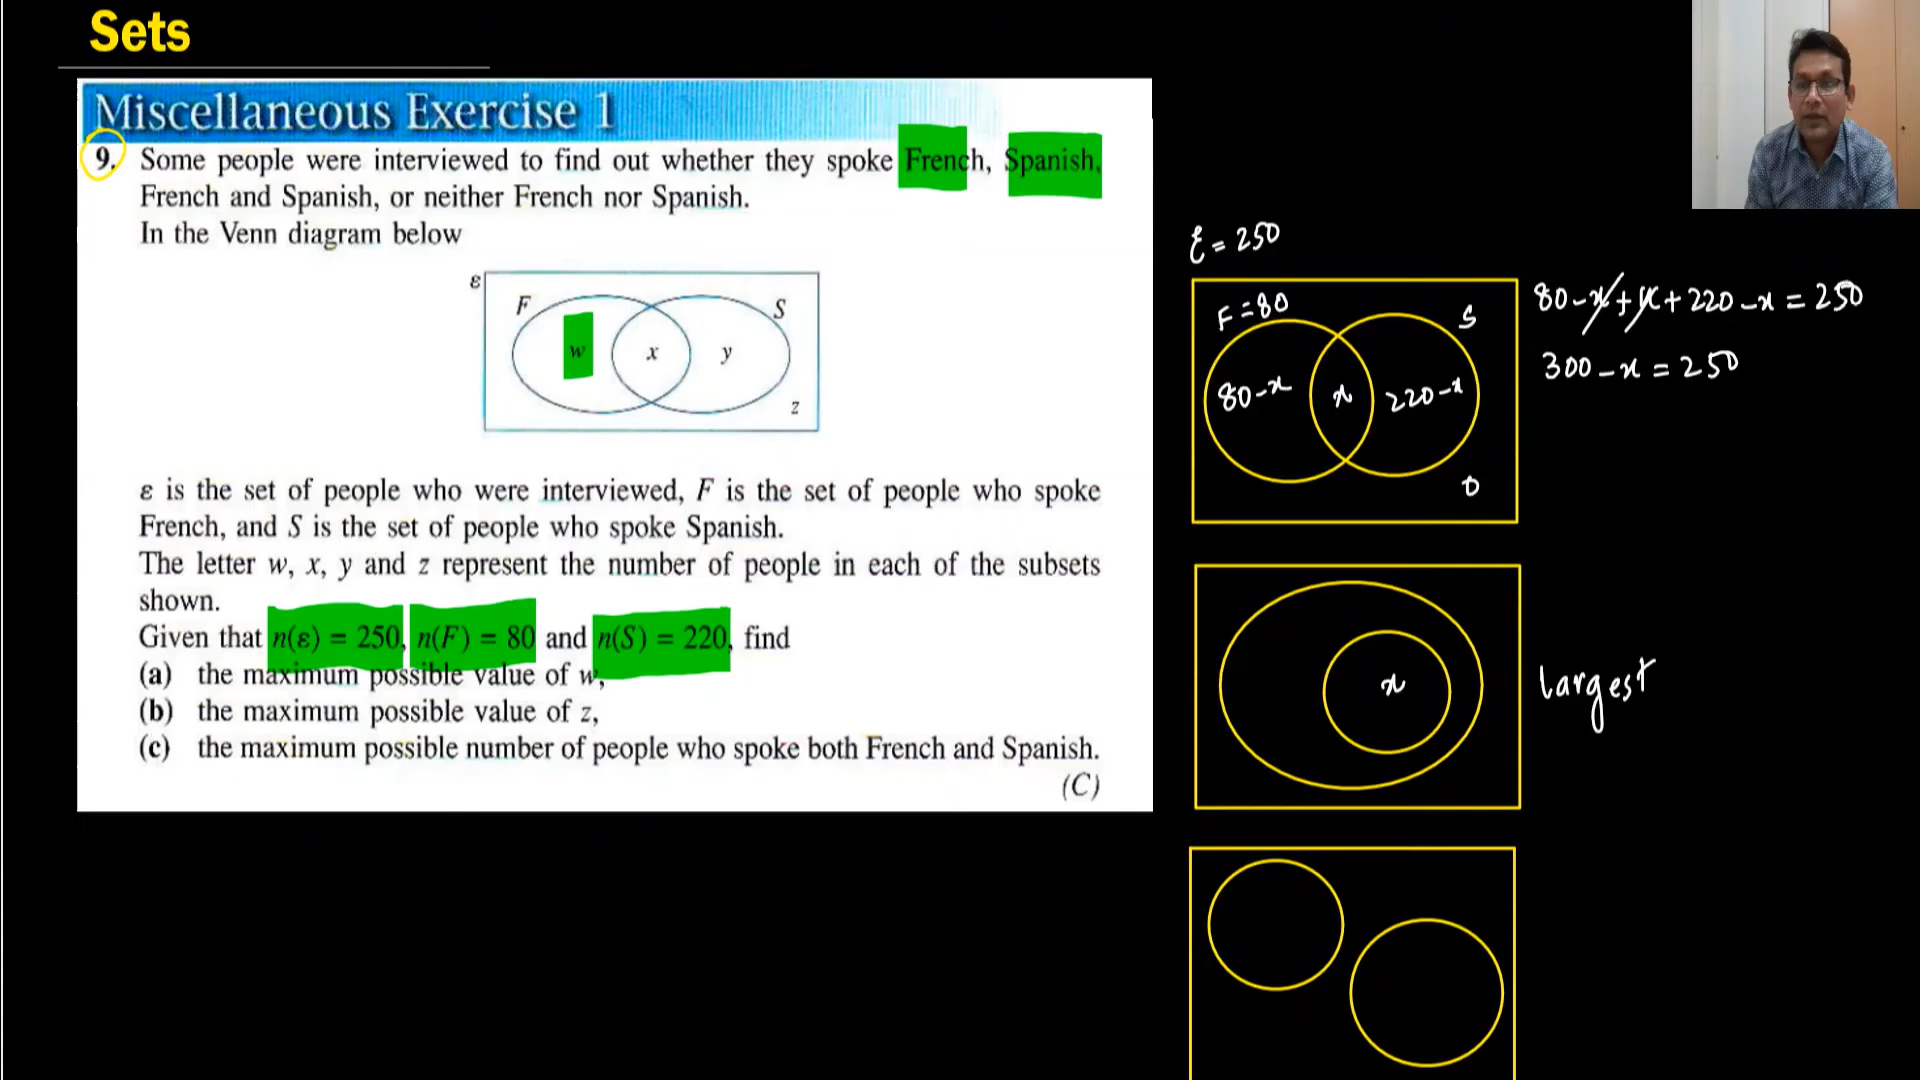 Sets
Miscellaneous Exercise 1
9. Some people were interviewed to find out whether they spoke French, Spanish,
French and Spanish, or neither French nor Spanish.
In the Venn diagram below
ε
F
S
w
x
y
z
ε is the set of people who were interviewed, F is the set of people who spoke
French, and S is the set of people who spoke Spanish.
The letter w, x, y and z represent the number of people in each of the subsets
shown.
Given that n(ε) = 250, n(F) = 80 and n(S) = 220, find
(a) the maximum possible value of w,
(b) the maximum possible value of z,
(c) the maximum possible number of people who spoke both French and Spanish.
(C)
ε = 250
F = 80
S
80-x
x
220-x
0
80-x+x+220-x = 250
300-x = 250
x
largest